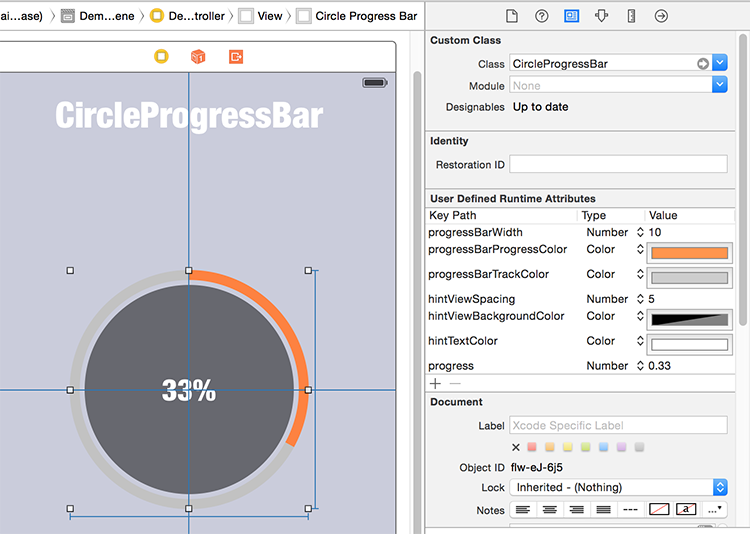 ai...ase) Dem...ene De...troller View Circle Progress Bar
CircleProgressBar
33%
Custom Class
Class CircleProgressBar
Module None
Designables Up to date
Identity
Restoration ID
User Defined Runtime Attributes
Key Path Type Value
progressBarWidth Number 10
progressBarProgressColor Color
progressBarTrackColor Color
hintViewSpacing Number 5
hintViewBackgroundColor Color
hintTextColor Color
progress Number 0.33
Document
Label Xcode Specific Label
Object ID flw-eJ-6j5
Lock Inherited - (Nothing)
Notes a ...